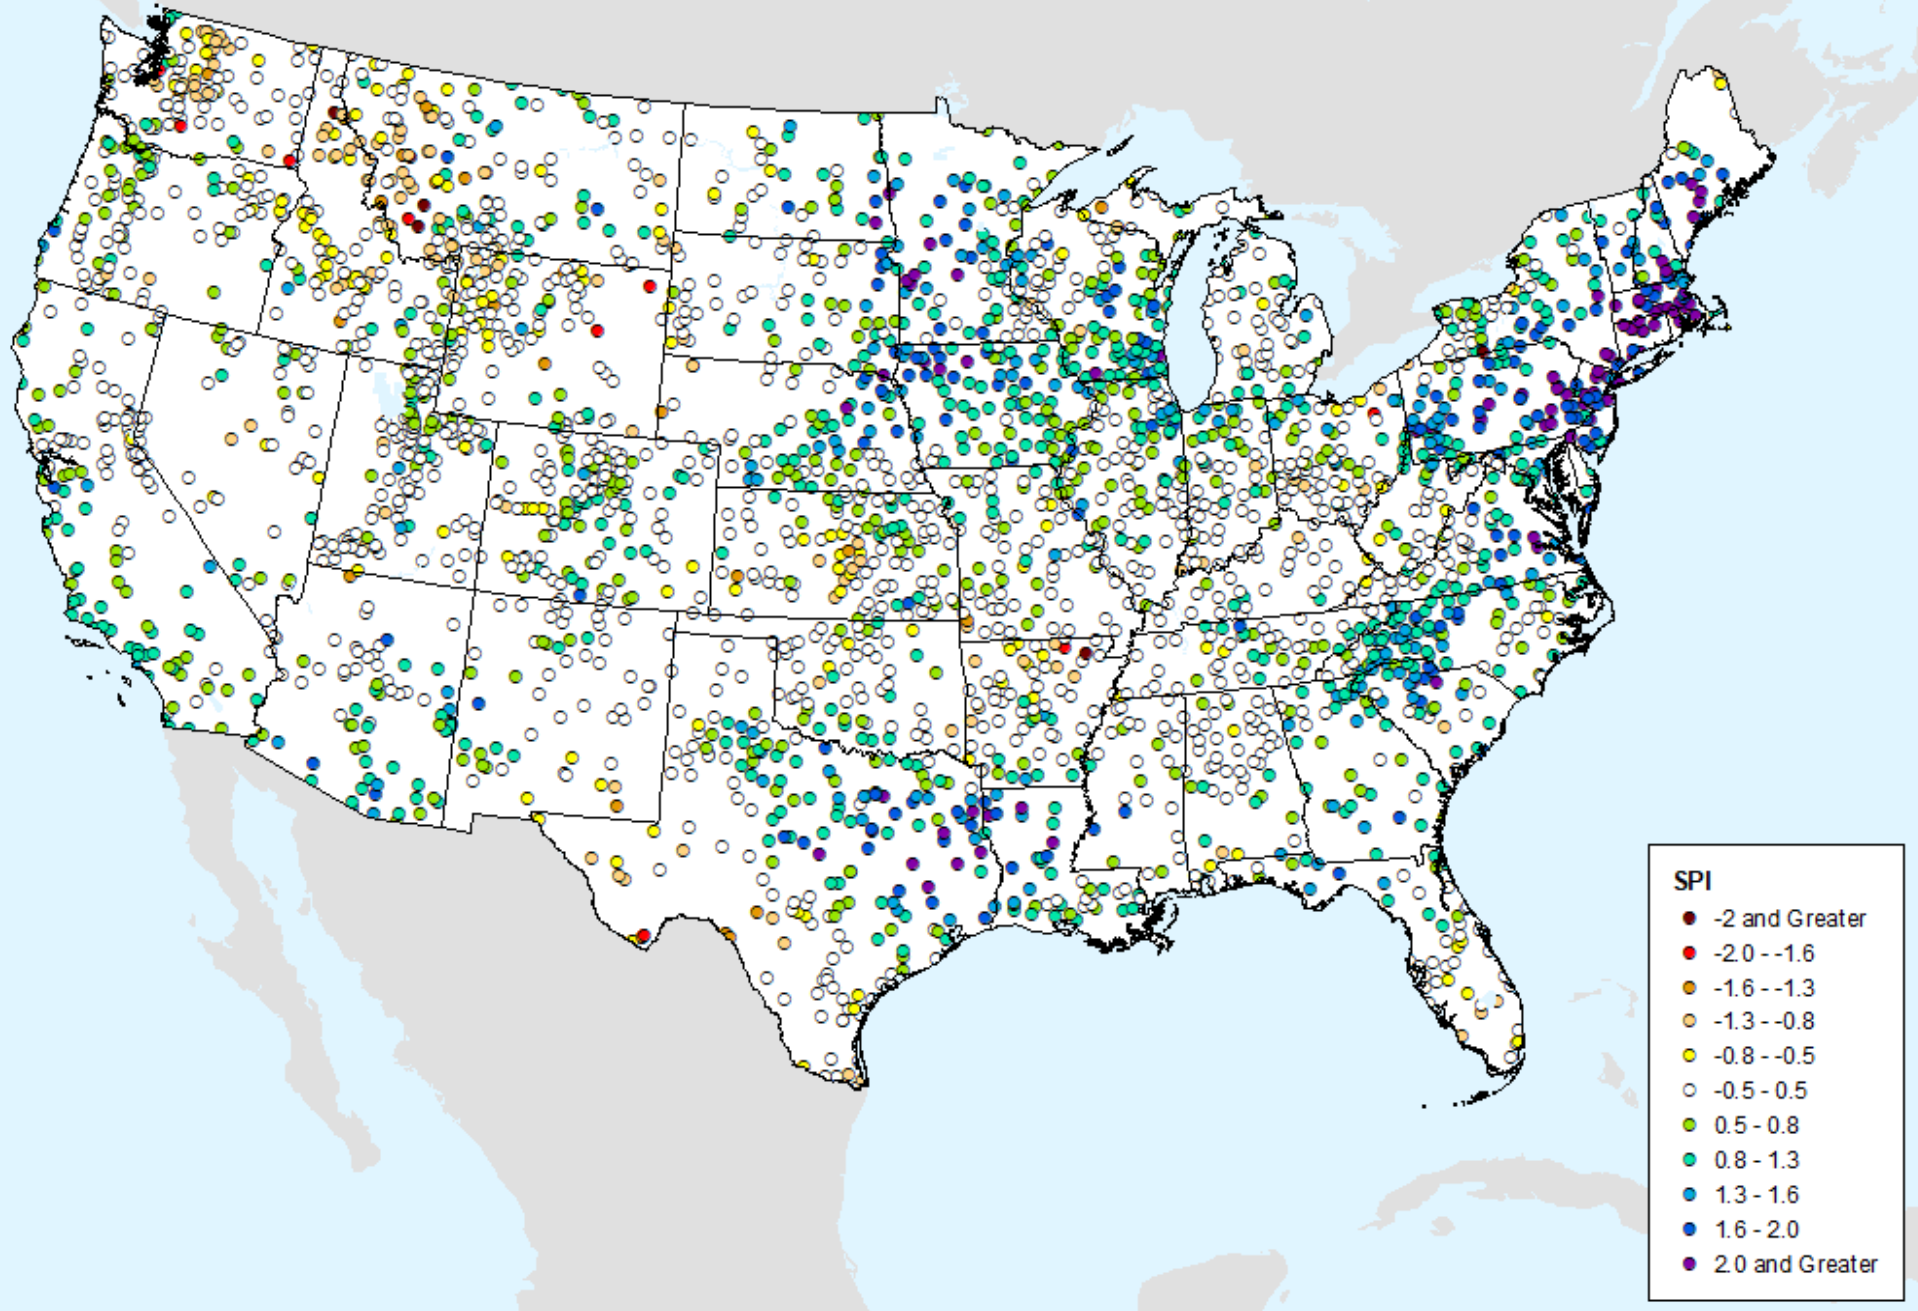 SPI
-2 and Greater
-2.0 - -1.6
-1.6 - -1.3
-1.3 - -0.8
-0.8 - -0.5
-0.5 - 0.5
0.5 - 0.8
0.8 - 1.3
1.3 - 1.6
1.6 - 2.0
2.0 and Greater